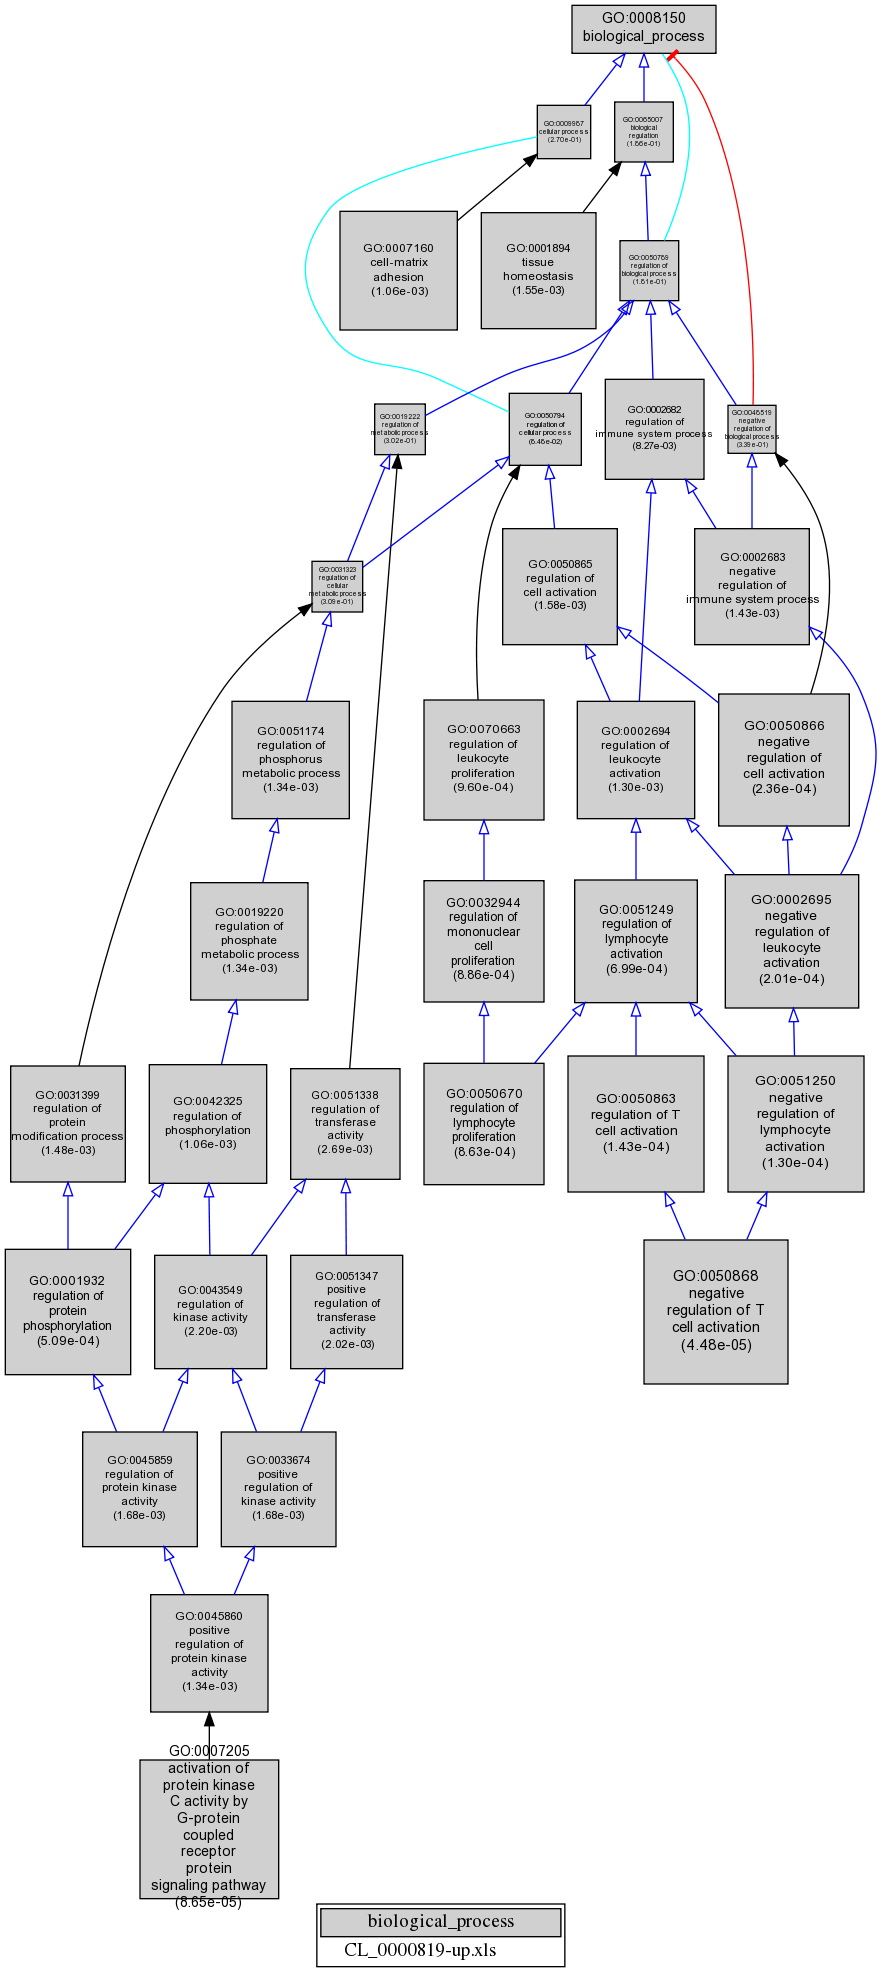 GO:0008150
biological_process
GO:0009987
cellular process
(2.70e-01)
GO:0065007
biological
regulation
(1.66e-01)
GO:0007160
cell-matrix
adhesion
(1.06e-03)
GO:0001894
tissue
homeostasis
(1.55e-03)
GO:0050789
regulation of
biological process
(1.61e-01)
GO:0019222
regulation of
metabolic process
(3.02e-01)
GO:0050794
regulation of
cellular process
(6.46e-02)
GO:0002682
regulation of
immune system process
(8.27e-03)
GO:0048519
negative
regulation of
biological process
(3.39e-01)
GO:0031323
regulation of
cellular
metabolic process
(3.09e-01)
GO:0050865
regulation of
cell activation
(1.58e-03)
GO:0002683
negative
regulation of
immune system process
(1.43e-03)
GO:0051174
regulation of
phosphorus
metabolic process
(1.34e-03)
GO:0070663
regulation of
leukocyte
proliferation
(9.60e-04)
GO:0002694
regulation of
leukocyte
activation
(1.30e-03)
GO:0050866
negative
regulation of
cell activation
(2.36e-04)
GO:0019220
regulation of
phosphate
metabolic process
(1.34e-03)
GO:0032944
regulation of
mononuclear
cell
proliferation
(8.86e-04)
GO:0051249
regulation of
lymphocyte
activation
(6.99e-04)
GO:0002695
negative
regulation of
leukocyte
activation
(2.01e-04)
GO:0031399
regulation of
protein
modification process
(1.48e-03)
GO:0042325
regulation of
phosphorylation
(1.06e-03)
GO:0051338
regulation of
transferase
activity
(2.69e-03)
GO:0050670
regulation of
lymphocyte
proliferation
(8.63e-04)
GO:0050863
regulation of T
cell activation
(1.43e-04)
GO:0051250
negative
regulation of
lymphocyte
activation
(1.30e-04)
GO:0001932
regulation of
protein
phosphorylation
(5.09e-04)
GO:0043549
regulation of
kinase activity
(2.20e-03)
GO:0051347
positive
regulation of
transferase
activity
(2.02e-03)
GO:0050868
negative
regulation of T
cell activation
(4.48e-05)
GO:0045859
regulation of
protein kinase
activity
(1.68e-03)
GO:0033674
positive
regulation of
kinase activity
(1.68e-03)
GO:0045860
positive
regulation of
protein kinase
activity
(1.34e-03)
GO:0007205
activation of
protein kinase
C activity by
G-protein
coupled
receptor
protein
signaling pathway
(8.65e-05)
biological_process
CL_0000819-up.xls